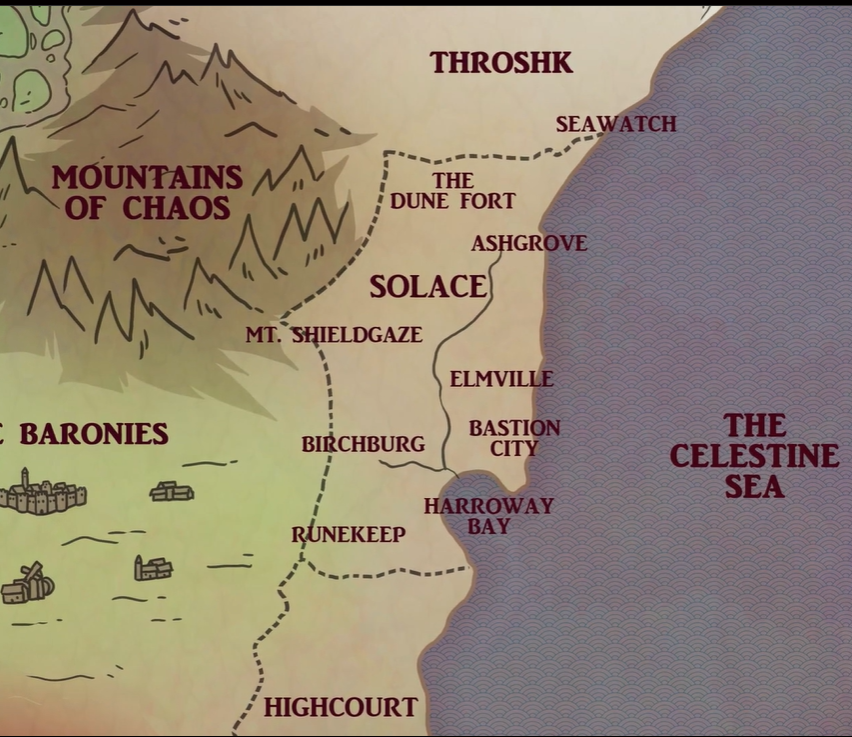 THROSHK
SEAWATCH
MOUNTAINS
OF CHAOS
THE
DUNE FORT
ASHGROVE
SOLACE
MT. SHIELDGAZE
ELMVILLE
BARONIES
BIRCHBURG
BASTION
CITY
THE
CELESTINE
SEA
HARROWAY
BAY
RUNEKEEP
HIGHCOURT